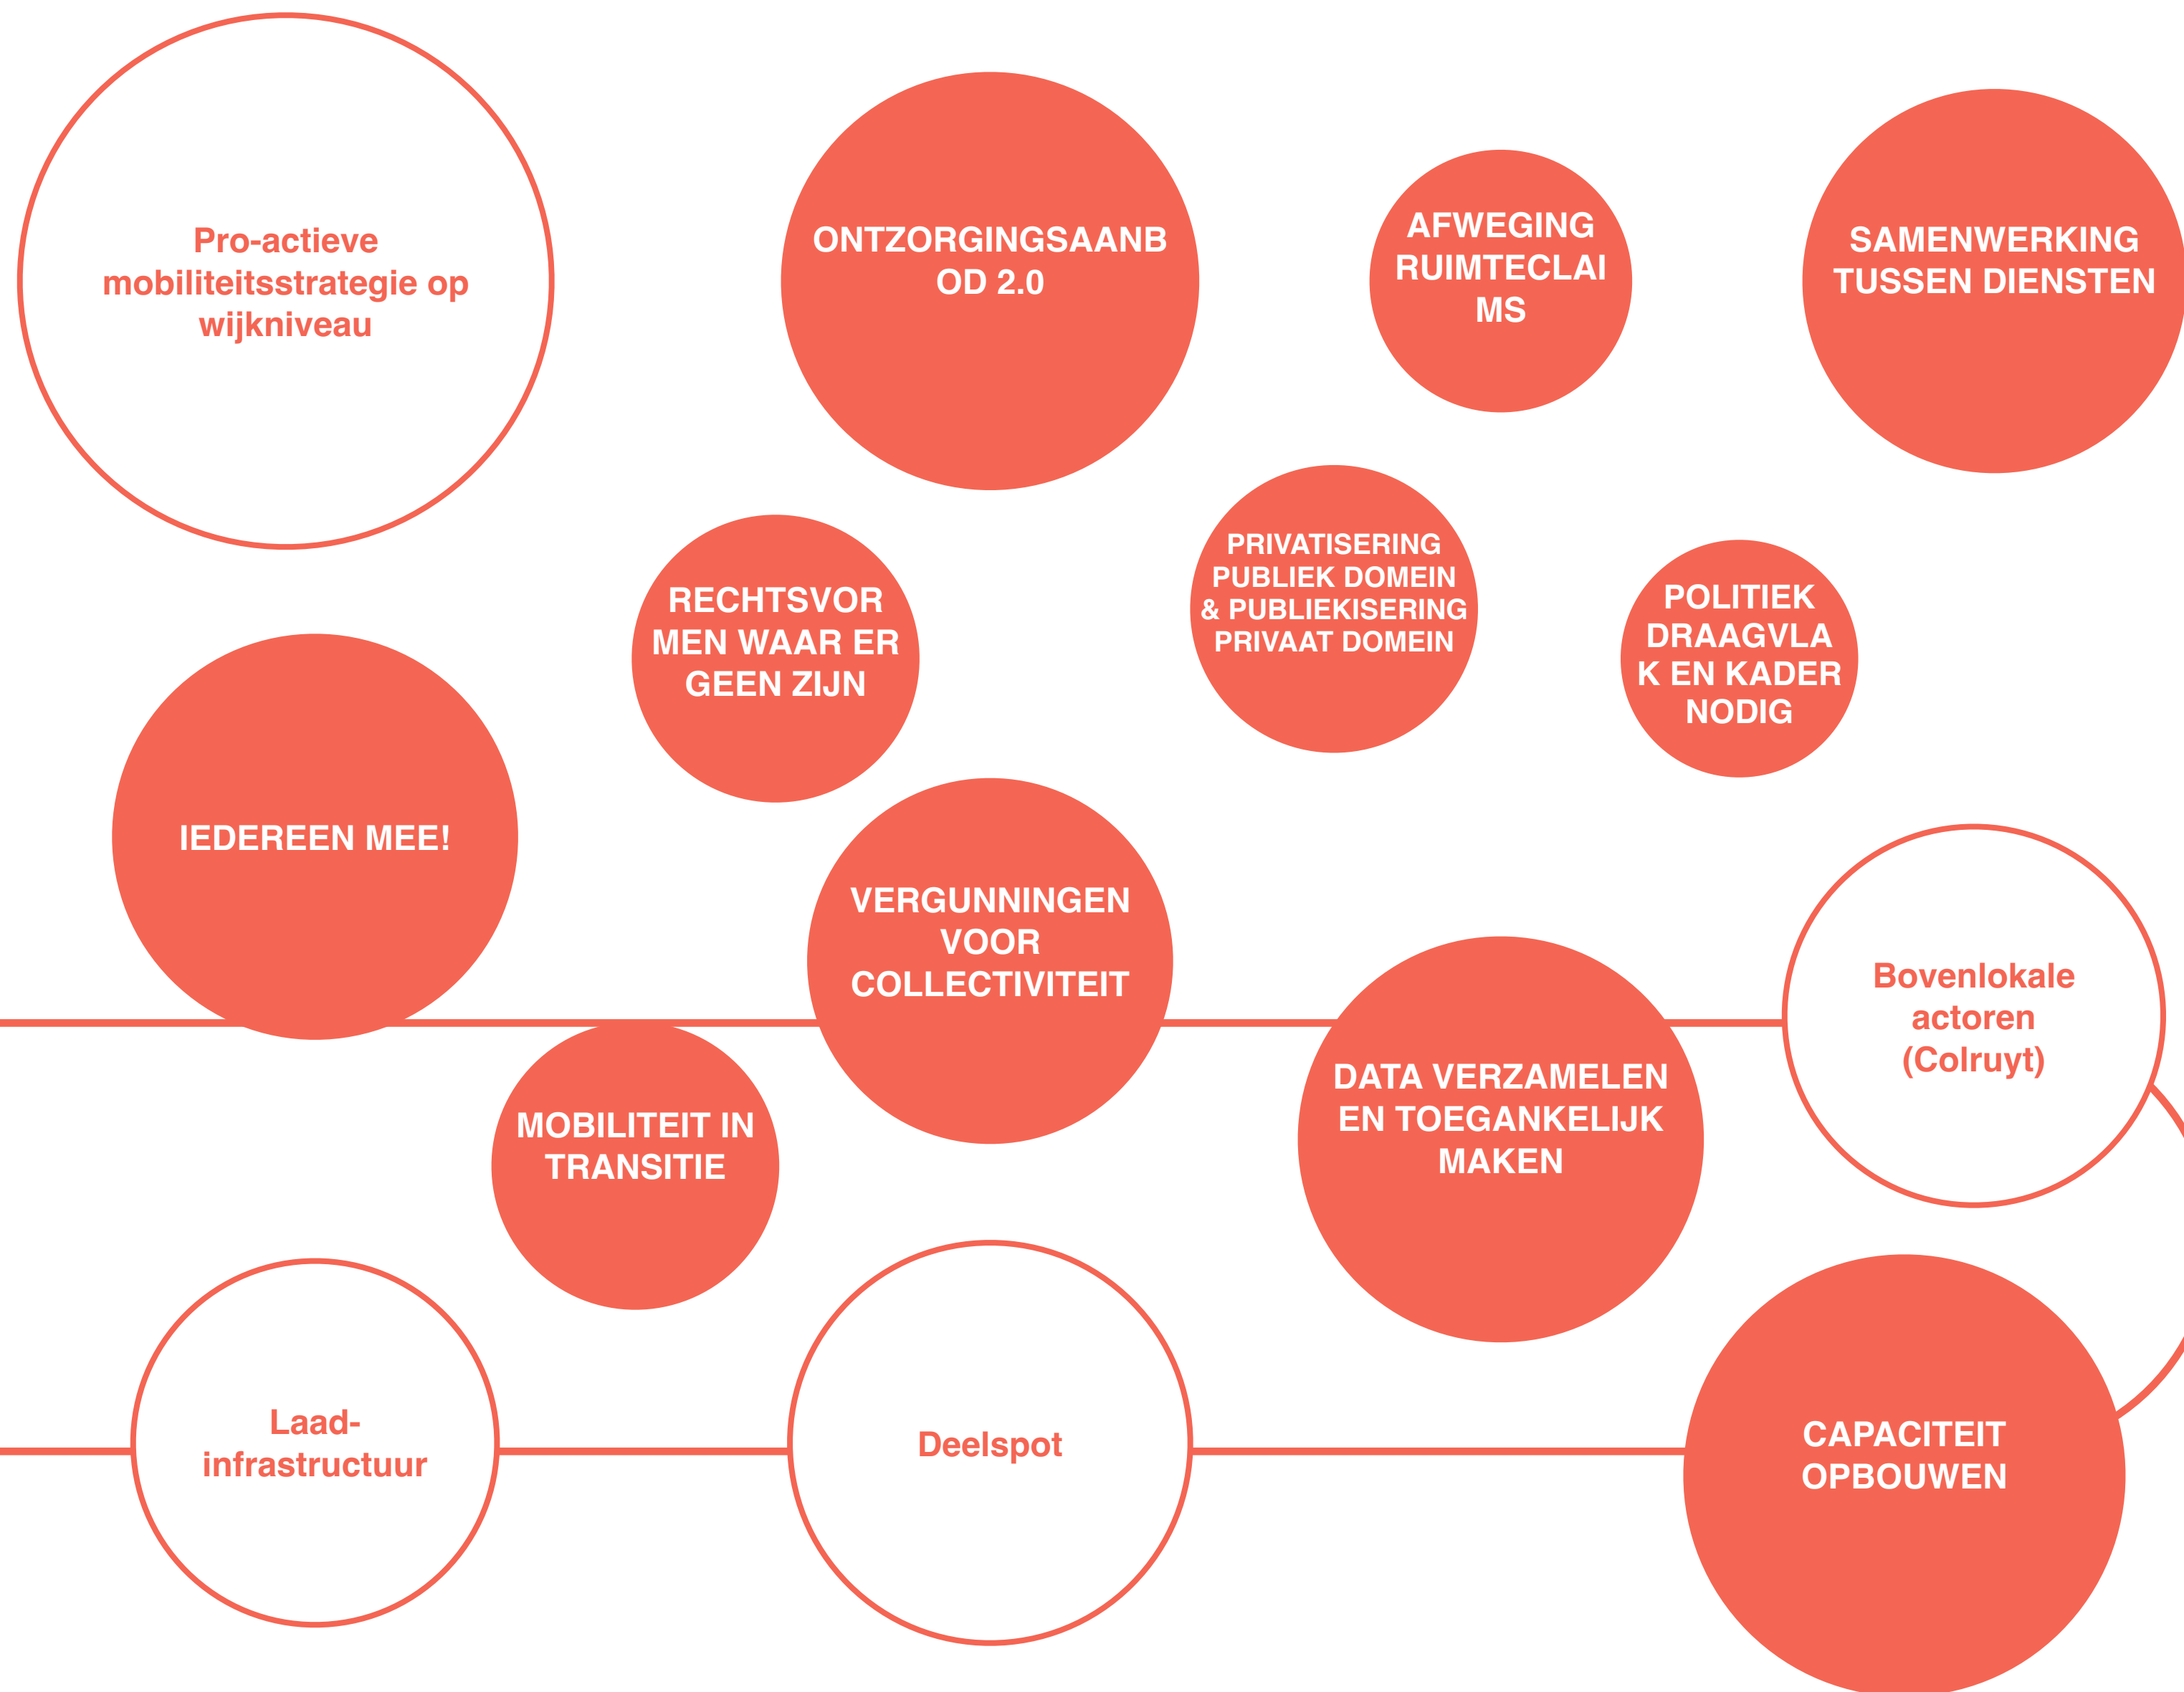 Pro-actieve
mobiliteitsstrategie op
wijkniveau
ONTZORGINGSAANB
OD 2.0
AFWEGING
RUIMTECLAI
MS
SAMENWERKING
TUSSEN DIENSTEN
RECHTSVOR
MEN WAAR ER
GEEN ZIJN
PRIVATISERING
PUBLIEK DOMEIN
& PUBLIEKISERING
PRIVAAT DOMEIN
POLITIEK
DRAAGVLA
K EN KADER
NODIG
IEDEREEN MEE!
VERGUNNINGEN
VOOR
COLLECTIVITEIT
Bovenlokale
actoren
(Colruyt)
MOBILITEIT IN
TRANSITIE
DATA VERZAMELEN
EN TOEGANKELIJK
MAKEN
Laad-
infrastructuur
Deelspot
CAPACITEIT
OPBOUWEN